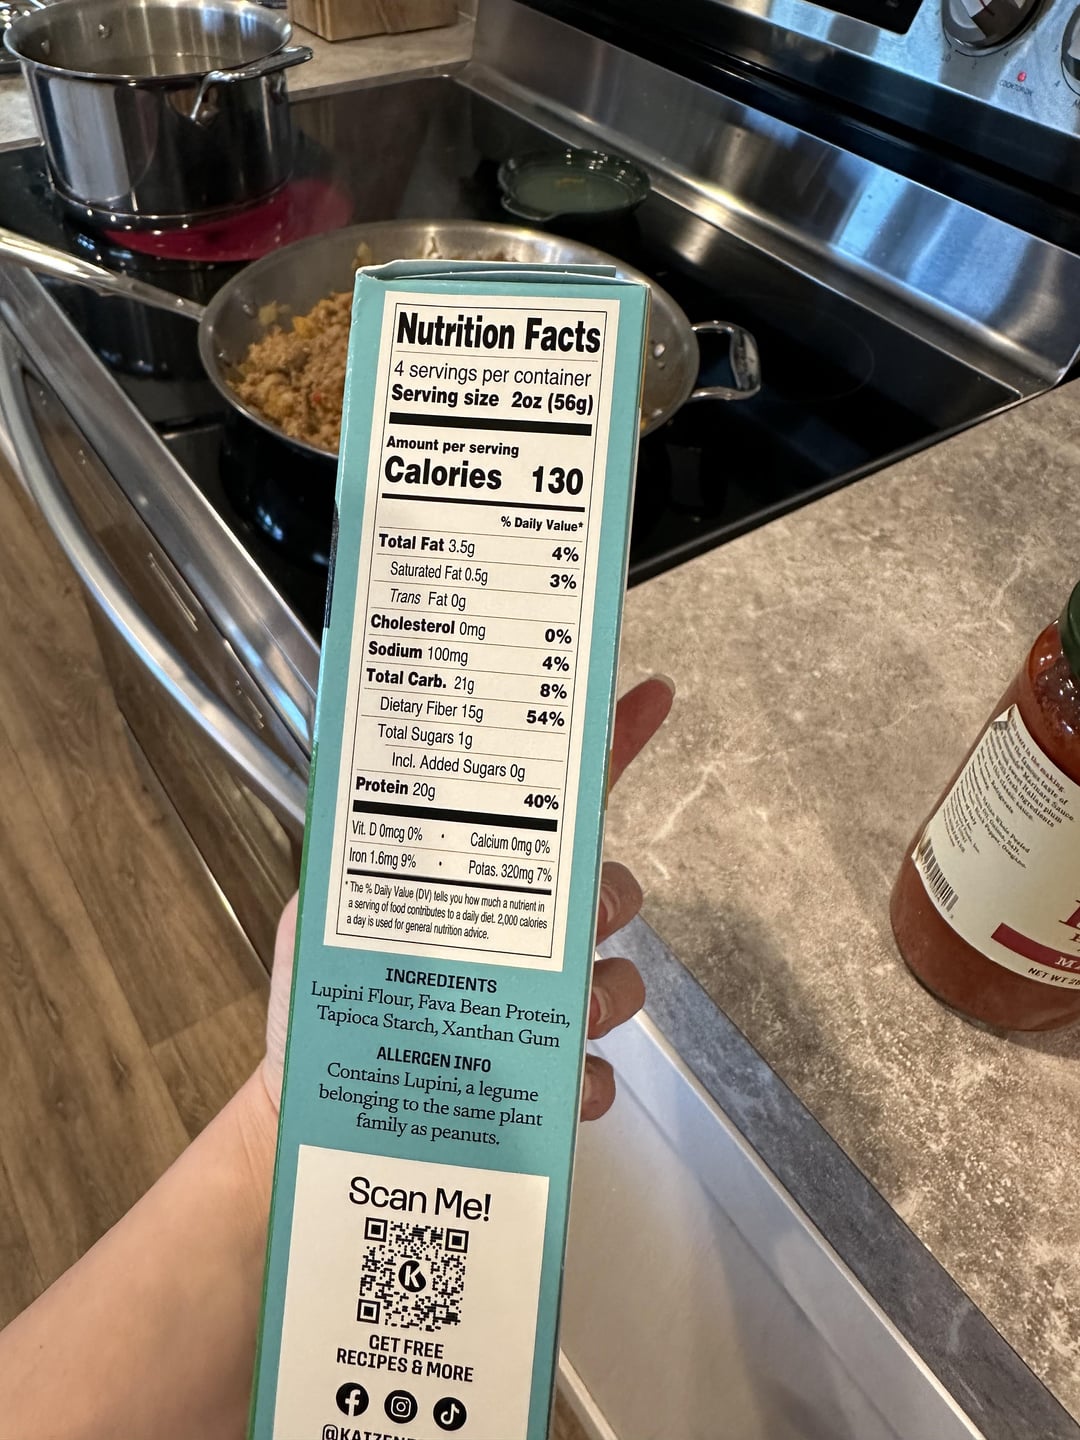 Nutrition Facts
4 servings per container
Serving size 2oz (56g)
Amount per serving
Calories 130
% Daily Value*
Total Fat 3.5g 4%
Saturated Fat 0.5g 3%
Trans Fat 0g
Cholesterol 0mg 0%
Sodium 100mg 4%
Total Carb. 21g 8%
Dietary Fiber 15g 54%
Total Sugars 1g
Incl. Added Sugars 0g
Protein 20g 40%
Vit. D 0mcg 0% • Calcium 0mg 0%
Iron 1.6mg 9% • Potas. 320mg 7%
*The % Daily Value (DV) tells you how much a nutrient in
a serving of food contributes to a daily diet. 2,000 calories
a day is used for general nutrition advice.
INGREDIENTS
Lupini Flour, Fava Bean Protein,
Tapioca Starch, Xanthan Gum
ALLERGEN INFO
Contains Lupini, a legume
belonging to the same plant
family as peanuts.
Scan Me!
K
GET FREE
RECIPES & MORE
NET WT